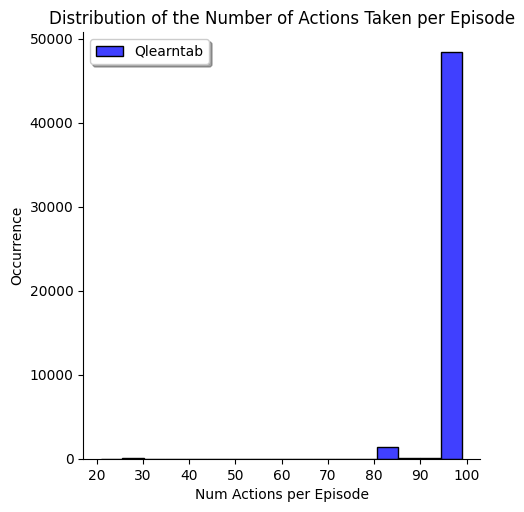 Distribution of the Number of Actions Taken per Episode
Qlearntab
50000
40000
30000
20000
10000
0
Occurrence
20 30 40 50 60 70 80 90 100
Num Actions per Episode